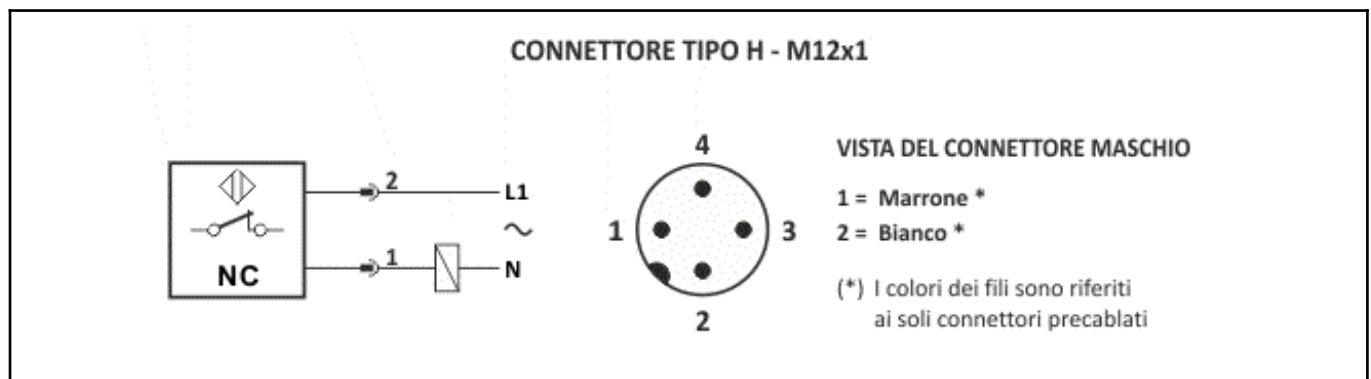 CONNETTORE TIPO H - M12x1
4
VISTA DEL CONNETTORE MASCHIO
2
L1
1 = Marrone *
1
3
2 = Bianco *
NC
1
N
(*) I colori dei fili sono riferiti
ai soli connettori precablati
2